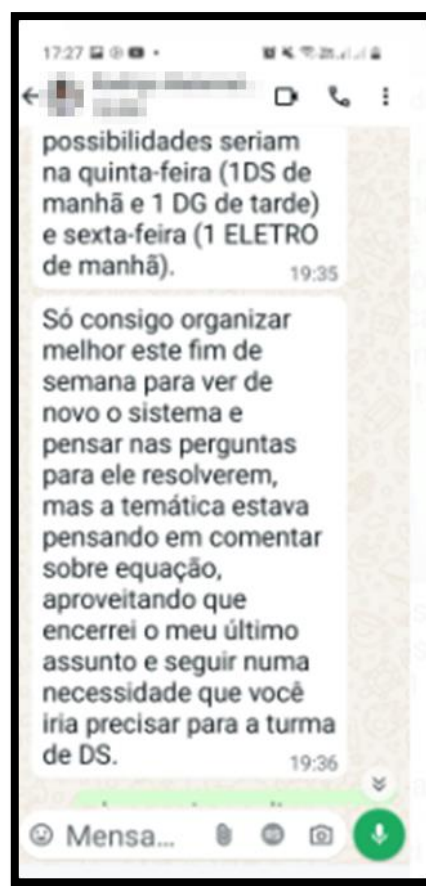 17:27
possibilidades seriam
na quinta-feira (1DS de
manhã e 1 DG de tarde)
e sexta-feira (1 ELETRO
de manhã).
19:35
Só consigo organizar
melhor este fim de
semana para ver de
novo o sistema e
pensar nas perguntas
para ele resolverem,
mas a temática estava
pensando em comentar
sobre equação,
aproveitando que
encerrei o meu último
assunto e seguir numa
necessidade que você
iria precisar para a turma
de DS.
19:36
Mensa...